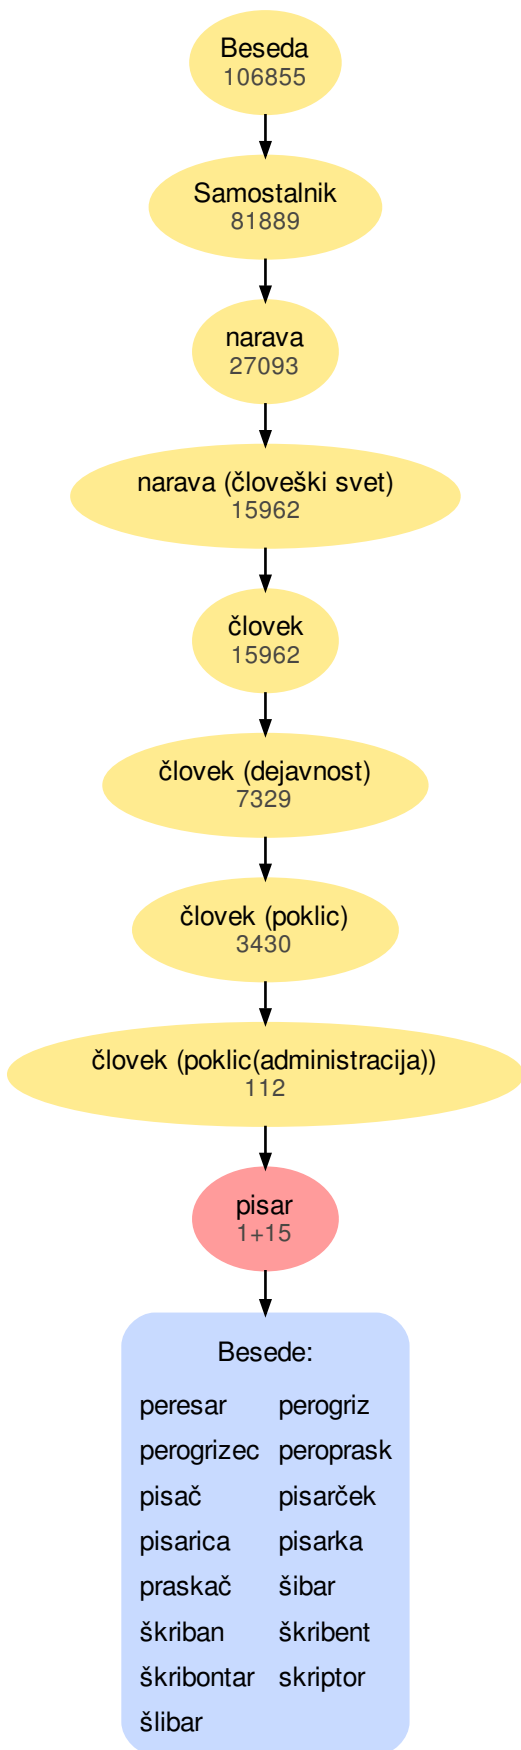 Beseda
106855
Samostalnik
81889
narava
27093
narava (človeški svet)
15962
človek
15962
človek (dejavnost)
7329
človek (poklic)
3430
človek (poklic(administracija))
112
pisar
1+15
Besede:
peresar perogriz
perogrizec peroprask
pisač pisarček
pisarica pisarka
praskač šibar
škriban škribent
škribontar skriptor
šlibar